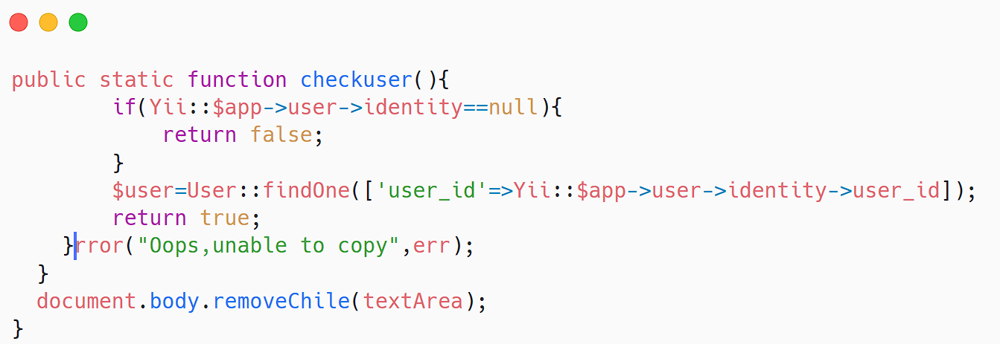 public static function checkuser(){
if(Yii::$app->user->identity==null){
return false;
}
$user=User::findOne(['user_id'=>Yii::$app->user->identity->user_id]);
return true;
}rror("Oops,unable to copy",err);
}
document.body.removeChile(textArea);
}